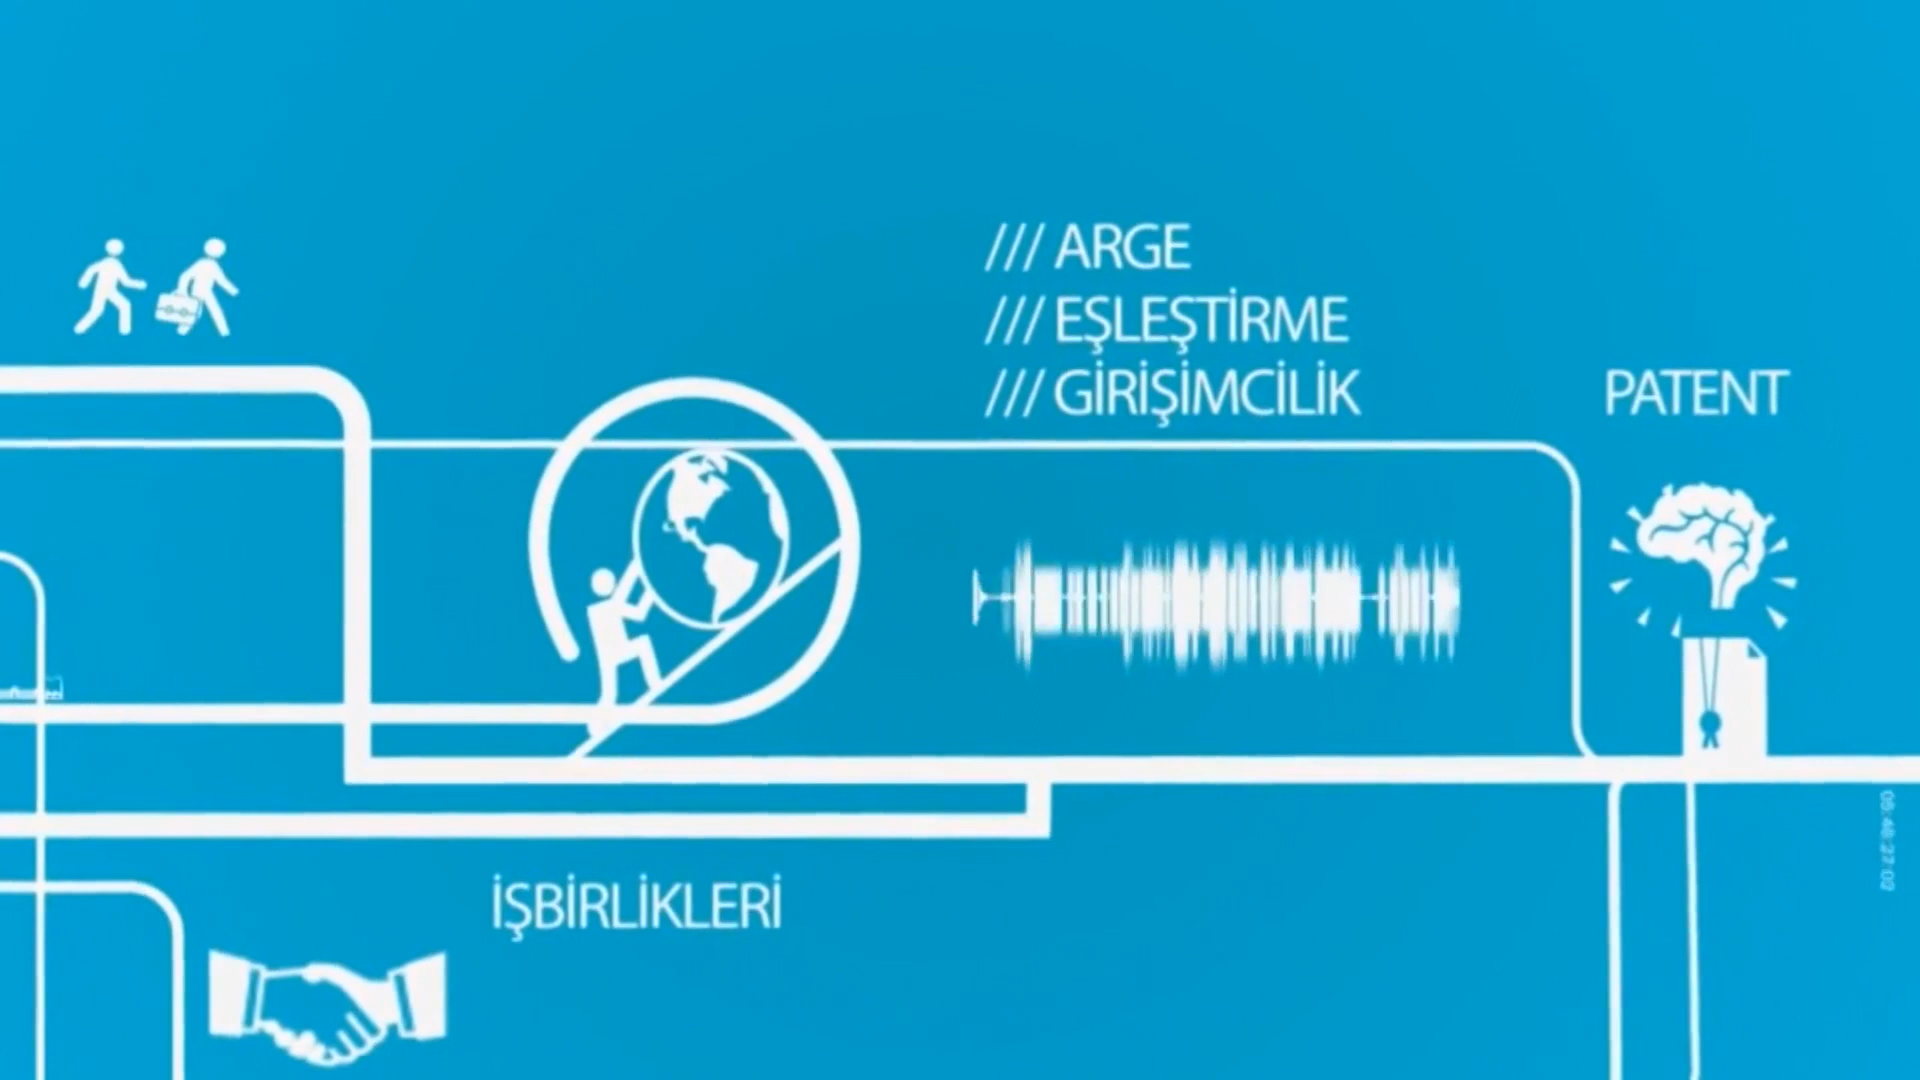 /// ARGE
/// EŞLEŞTİRME
/// GİRİŞİMCİLİK
PATENT
İŞBİRLİKLERİ